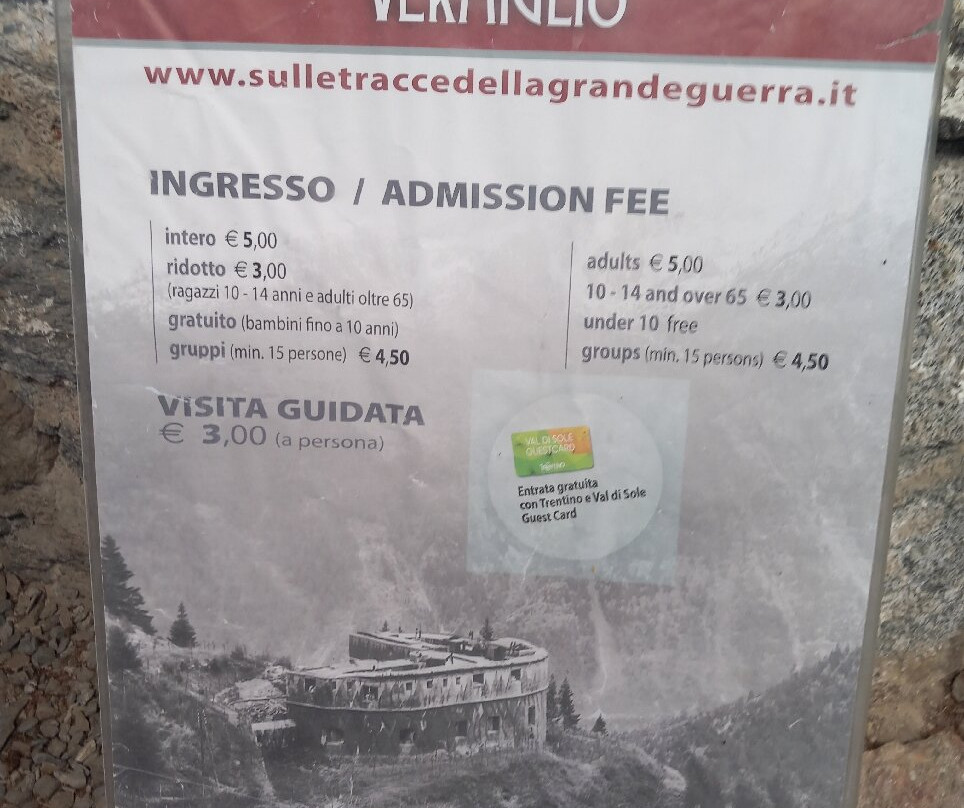 VERMIGLIO
www.sulletraccedellagrandeguerra.it
INGRESSO / ADMISSION FEE
intero € 5,00
ridotto € 3,00
(ragazzi 10 - 14 anni e adulti oltre 65)
gratuito (bambini fino a 10 anni)
gruppi (min. 15 persone) € 4,50
adults € 5,00
10 - 14 and over 65 € 3,00
under 10 free
groups (min. 15 persons) € 4,50
VISITA GUIDATA
€ 3,00 (a persona)
VAL DI SOLE
GUESTCARD
TRENTINO
Entrata gratuita
con Trentino e Val di Sole
Guest Card